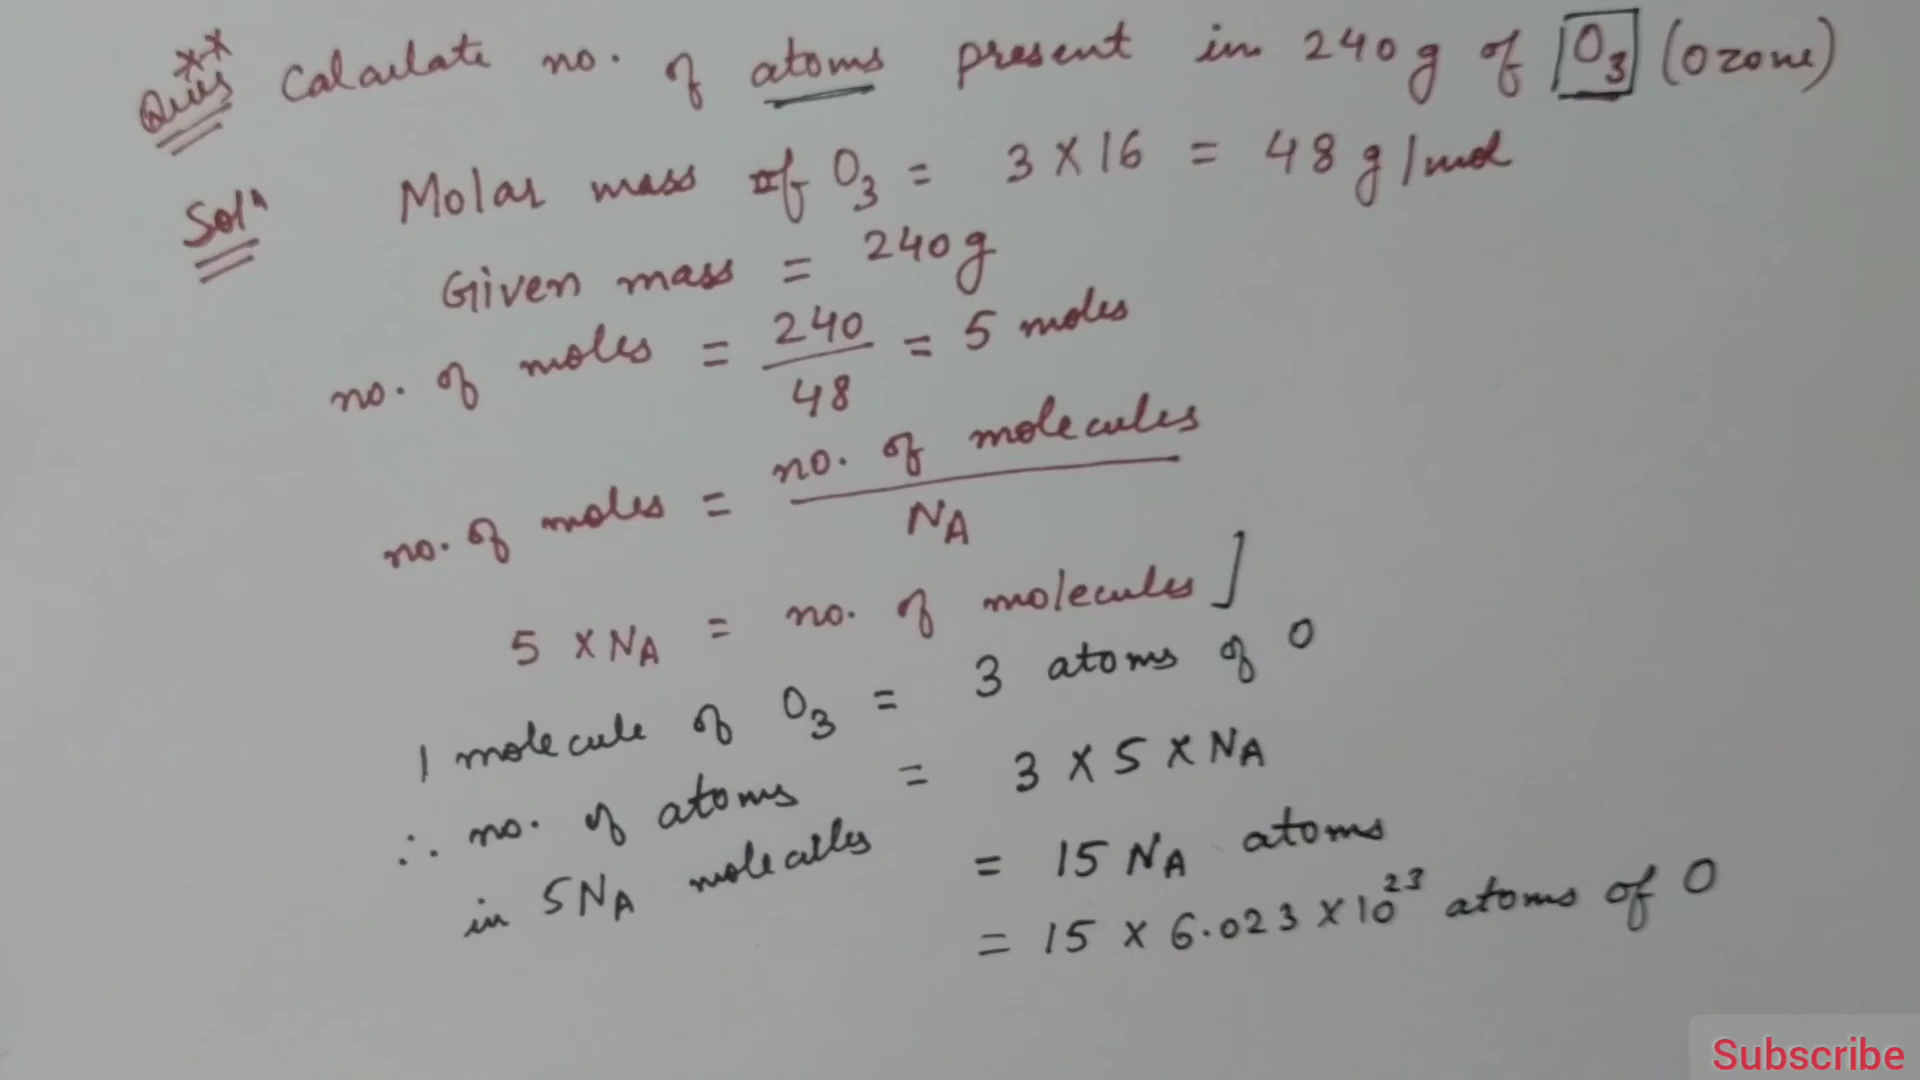 Ques ** Calculate no. of atoms present in 240g of O₃ (ozone)
Solⁿ Molar mass of O₃ = 3 X 16 = 48 g/mol
Given mass = 240g
no. of moles = 240/48 = 5 moles
no. of moles = no. of molecules/NA
5 X NA = no. of molecules]
1 molecule of O₃ = 3 atoms of O
∴ no. of atoms = 3 X 5 X NA
in 5NA molecules = 15 NA atoms
= 15 x 6.023 X 10²³ atoms of O
Subscribe